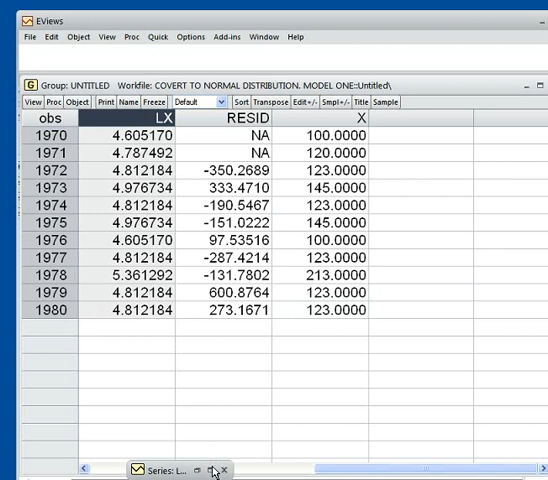 EViews
File Edit Object View Proc Quick Options Add-ins Window Help
G Group: UNTITLED Workfile: COVERT TO NORMAL DISTRIBUTION. MODEL ONE::Untitled\
View Proc Object Print Name Freeze Default Sort Transpose Edit+/- Smpl+/- Title Sample
obs LX RESID X
1970 4.605170 NA 100.0000
1971 4.787492 NA 120.0000
1972 4.812184 -350.2689 123.0000
1973 4.976734 333.4710 145.0000
1974 4.812184 -190.5467 123.0000
1975 4.976734 -151.0222 145.0000
1976 4.605170 97.53516 100.0000
1977 4.812184 -287.4214 123.0000
1978 5.361292 -131.7802 213.0000
1979 4.812184 600.8764 123.0000
1980 4.812184 273.1671 123.0000
Series: L...